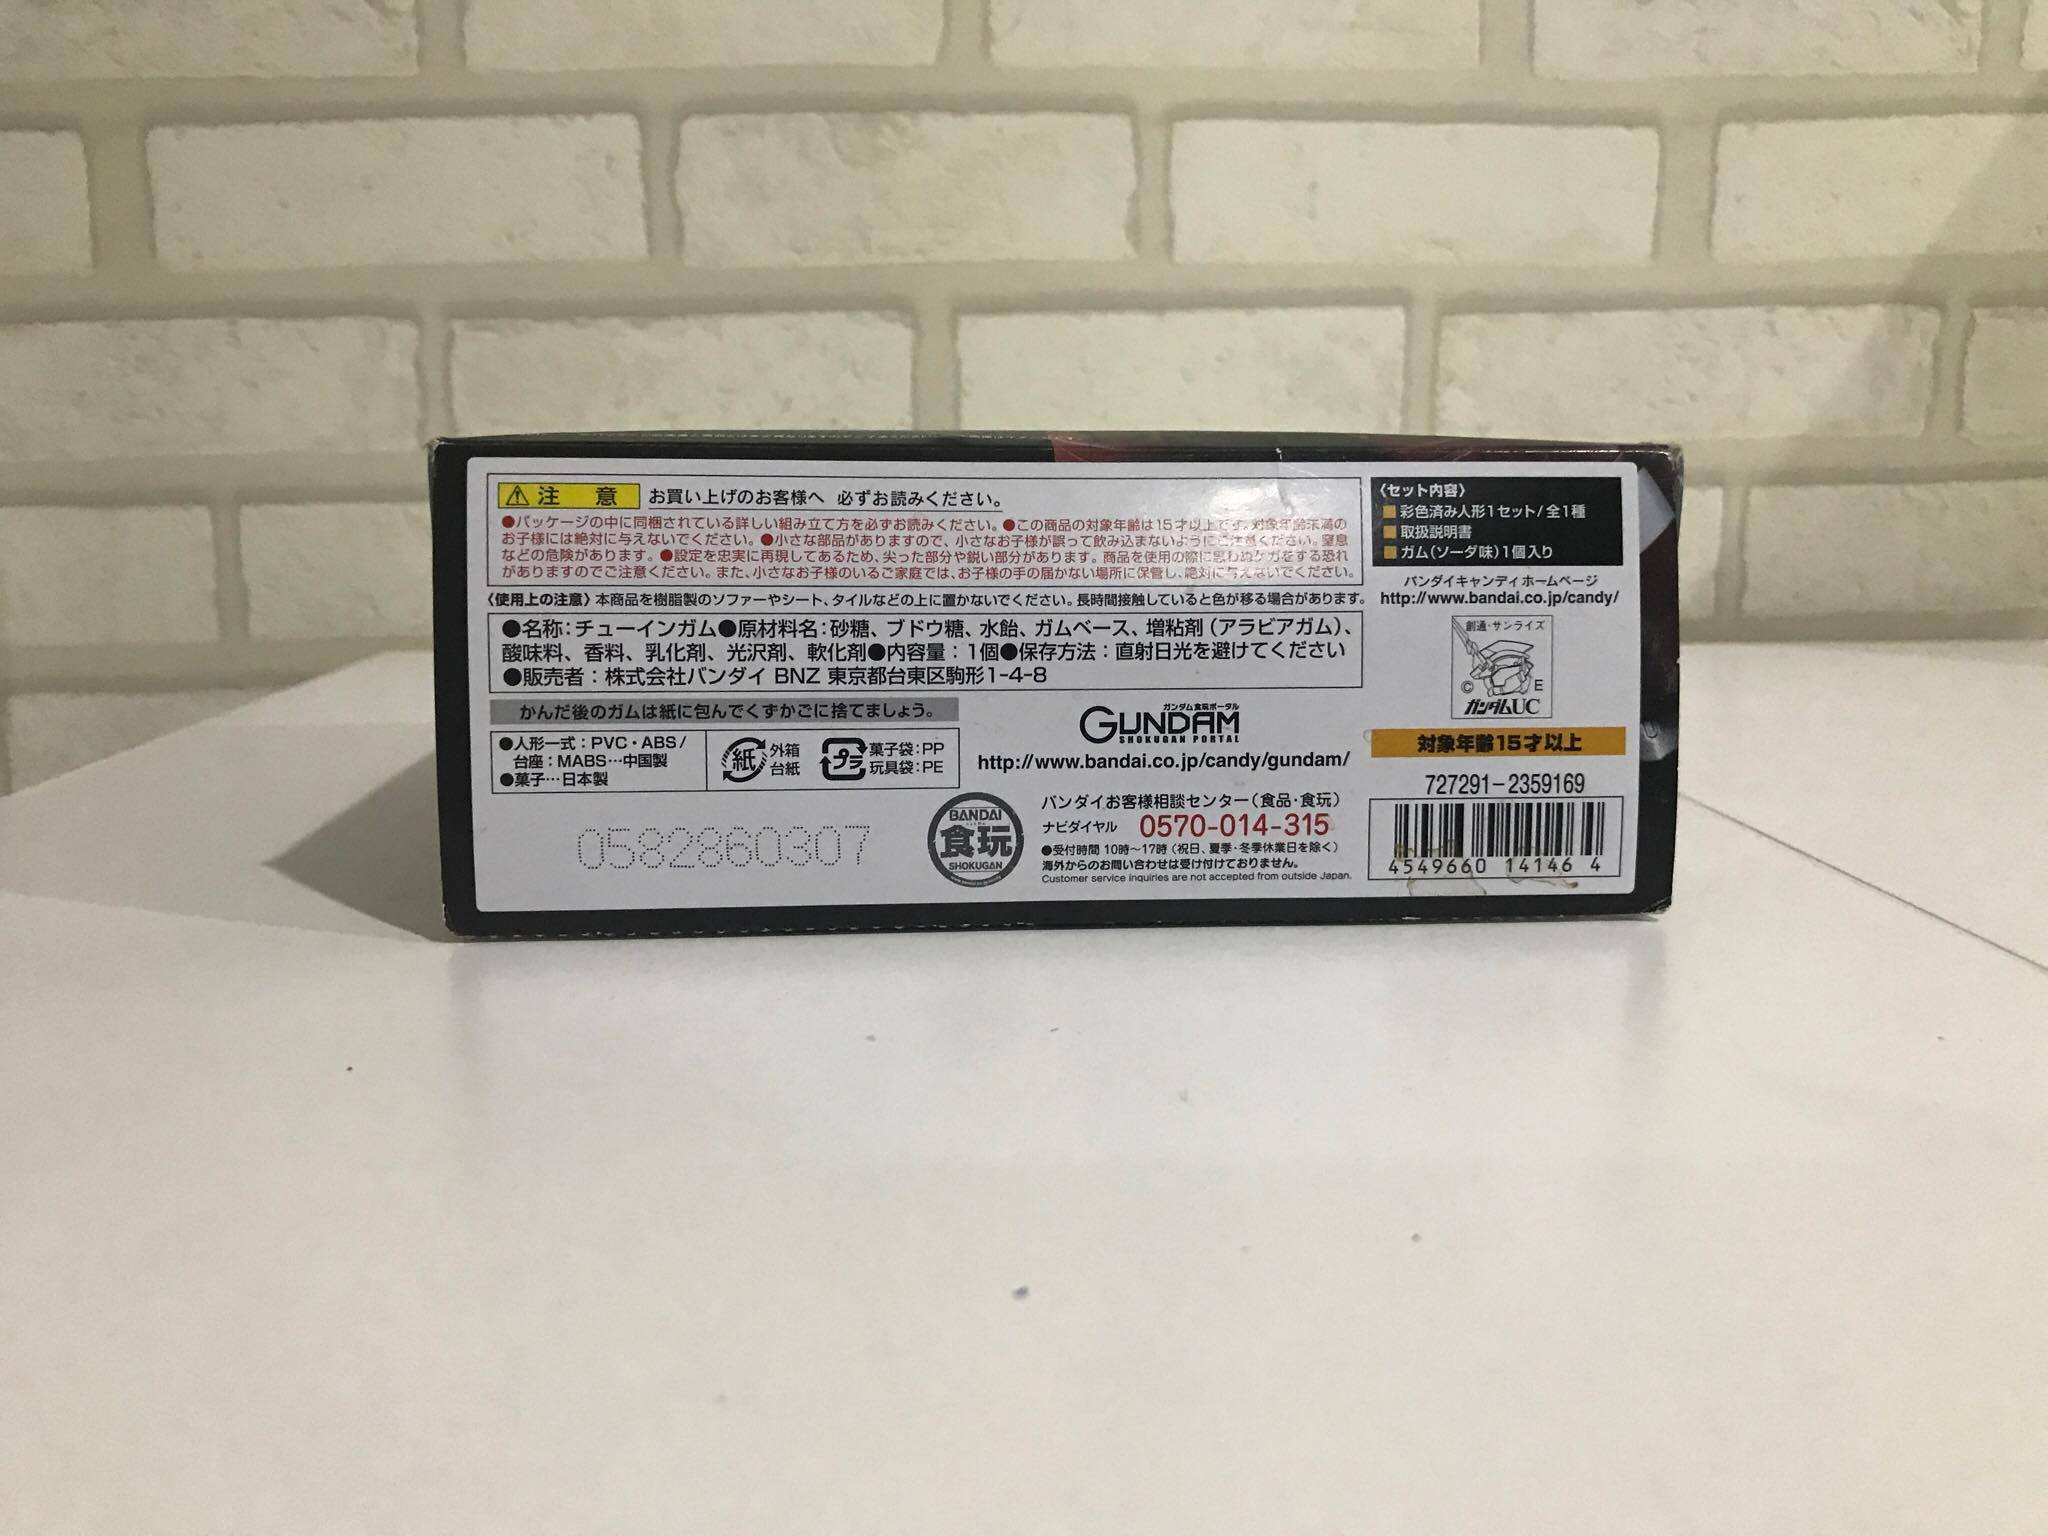 注 意 お買い上げのお客様へ 必ずお読みください。
●パッケージの中に同梱されている詳しい組み立て方を必ずお読みください。●この商品の対象年齢は15才以上です。対象年齢未満の
お子様には絶対に与えないでください。●小さな部品がありますので、小さなお子様が誤って飲み込まないようにご注意ください。窒息
などの危険があります。●設定を忠実に再現してあるため、尖った部分や鋭い部分があります。商品を使用の際に思わぬケガをする恐れ
がありますのでご注意ください。また、小さなお子様のいるご家庭では、お子様の手の届かない場所に保管し、絶対に与えないでください。
〈使用上の注意〉本商品を樹脂製のソファーやシート、タイルなどの上に置かないでください。長時間接触していると色が移る場合があります。
●名称:チューインガム●原材料名:砂糖、ブドウ糖、水飴、ガムベース、増粘剤(アラビアガム)、
酸味料、香料、乳化剤、光沢剤、軟化剤●内容量:1個●保存方法:直射日光を避けてください
●販売者:株式会社バンダイ BNZ 東京都台東区駒形1-4-8
かんだ後のガムは紙に包んでくずかごに捨てましょう。
●人形一式:PVC・ABS/
台座:MABS…中国製
●菓子…日本製
紙 外箱
台紙
プラ 菓子袋:PP
玩具袋:PE
0582860307
ガンダム食玩ポータル
GUNDAM
SHOKUGAN PORTAL
http://www.bandai.co.jp/candy/gundam/
BANDAI
食玩
SHOKUGAN
バンダイお客様相談センター(食品・食玩)
ナビダイヤル 0570-014-315
●受付時間 10時〜17時(祝日、夏季・冬季休業日を除く)
海外からのお問い合わせは受け付けておりません。
Customer service inquiries are not accepted from outside Japan.
〈セット内容〉
■彩色済み人形1セット/全1種
■取扱説明書
■ガム(ソーダ味)1個入り
バンダイキャンディホームページ
http://www.bandai.co.jp/candy/
創通・サンライズ
© E
ガンダムUC
対象年齢15才以上
727291-2359169
4549660 14146 4